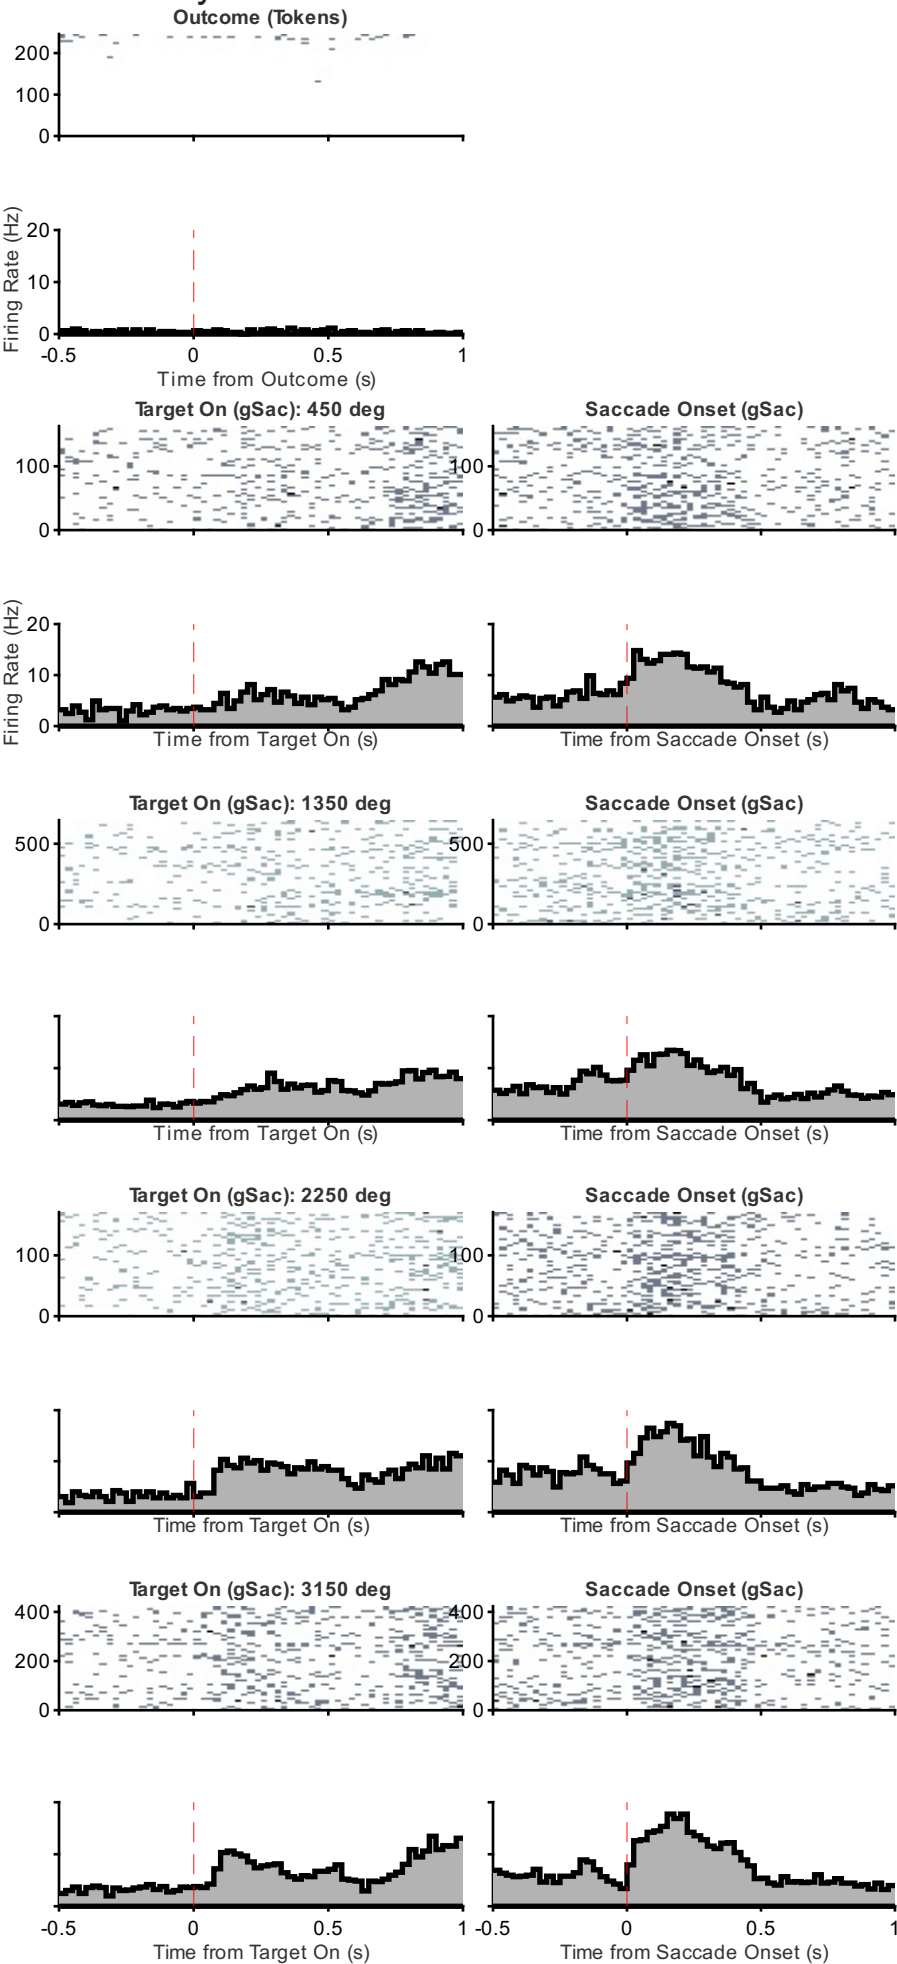 Outcome (Tokens)
200
100
0
Firing Rate (Hz)
20
10
0
-0.5 0 0.5 1
Time from Outcome (s)
Target On (gSac): 450 deg Saccade Onset (gSac)
100 100
0 0
Firing Rate (Hz)
20
10
0
Time from Target On (s) Time from Saccade Onset (s)
Target On (gSac): 1350 deg Saccade Onset (gSac)
500 500
0 0
Time from Target On (s) Time from Saccade Onset (s)
Target On (gSac): 2250 deg Saccade Onset (gSac)
100 100
0 0
Time from Target On (s) Time from Saccade Onset (s)
Target On (gSac): 3150 deg Saccade Onset (gSac)
400 400
200 200
0 0
-0.5 0 0.5 1 -0.5 0 0.5 1
Time from Target On (s) Time from Saccade Onset (s)